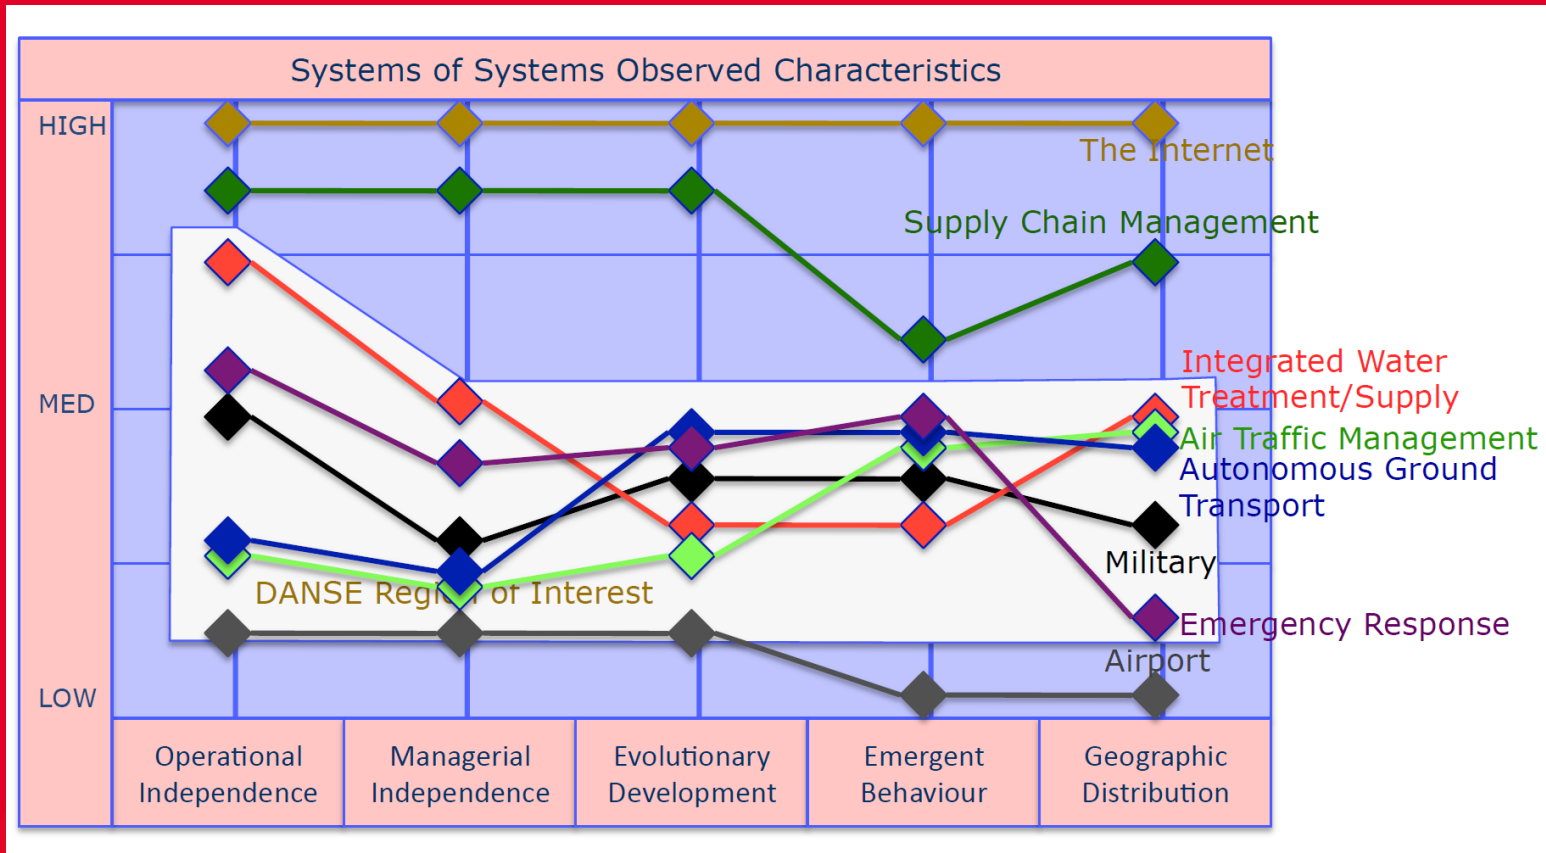 Systems of Systems Observed Characteristics
HIGH
The Internet
Supply Chain Management
Integrated Water
Treatment/Supply
MED
Air Traffic Management
Autonomous Ground
Transport
Military
DANSE Region of Interest
Emergency Response
Airport
LOW
Operational
Independence
Managerial
Independence
Evolutionary
Development
Emergent
Behaviour
Geographic
Distribution